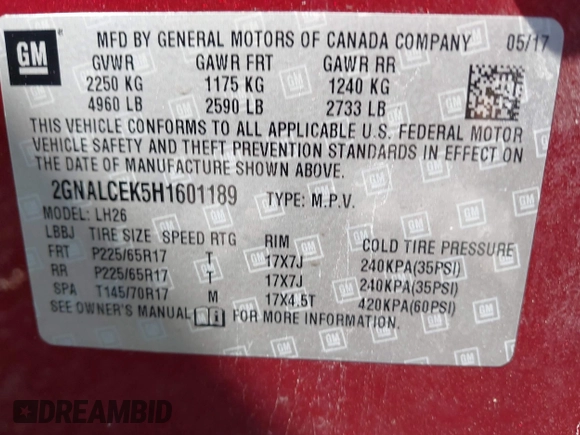 GM MFD BY GENERAL MOTORS OF CANADA COMPANY 05/17
GVWR GAWR FRT GAWR RR
2250 KG 1175 KG 1240 KG
4960 LB 2590 LB 2733 LB
THIS VEHICLE CONFORMS TO ALL APPLICABLE U.S. FEDERAL MOTOR
VEHICLE SAFETY AND THEFT PREVENTION STANDARDS IN EFFECT ON
THE DATE OF MANUFACTURE SHOWN ABOVE.
2GNALCEK5H1601189 TYPE: M.P.V.
MODEL: LH26
LBBJ TIRE SIZE SPEED RTG RIM COLD TIRE PRESSURE
FRT P225/65R17 T 17X7J 240KPA(35PSI)
RR P225/65R17 T 17X7J 240KPA(35PSI)
SPA T145/70R17 M 17X4.5T 420KPA(60PSI)
SEE OWNER'S MANUAL FOR MORE INFORMATION.
DREAMBID